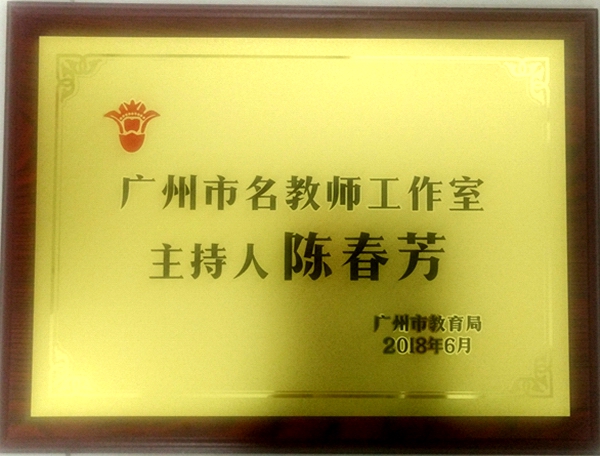 广州市名教师工作室
主持人 陈春芳
广州市教育局
2018年6月